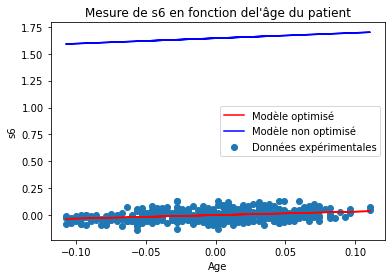 Mesure de s6 en fonction del'âge du patient
1.75
1.50
1.25
1.00
0.75
0.50
0.25
0.00
s6
Modèle optimisé
Modèle non optimisé
Données expérimentales
−0.10
−0.05
0.00
0.05
0.10
Age